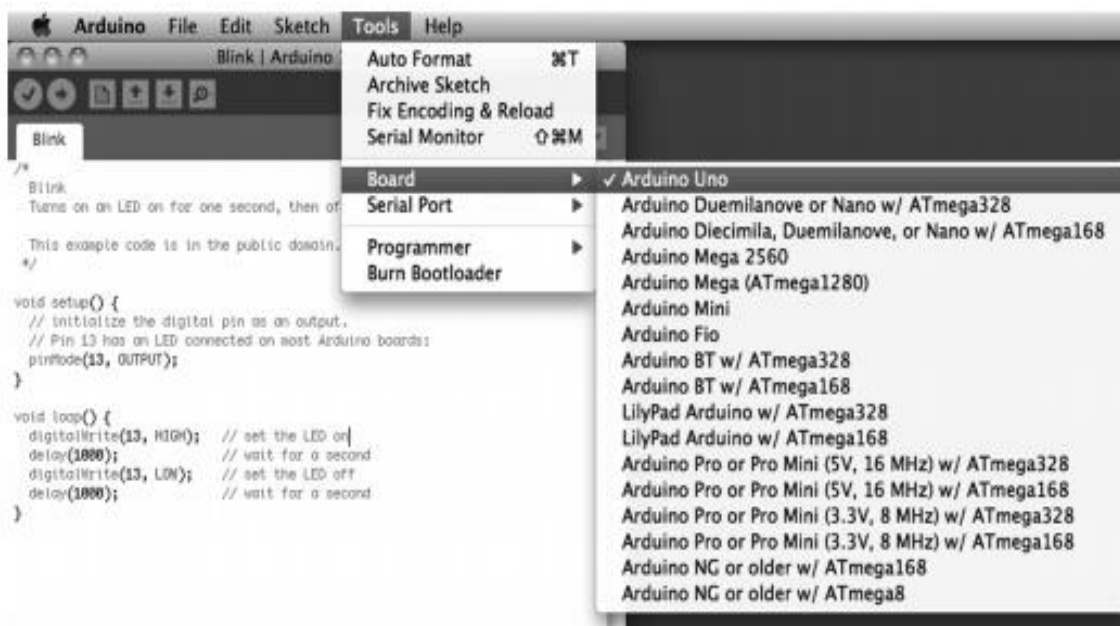 Arduino File Edit Sketch Tools Help
Blink | Arduino
Blink
Auto Format ⌘T
Archive Sketch
Fix Encoding & Reload
Serial Monitor ⇧⌘M
Board
Serial Port
Programmer
Burn Bootloader
✓ Arduino Uno
Arduino Duemilanove or Nano w/ ATmega328
Arduino Diecimila, Duemilanove, or Nano w/ ATmega168
Arduino Mega 2560
Arduino Mega (ATmega1280)
Arduino Mini
Arduino Fio
Arduino BT w/ ATmega328
Arduino BT w/ ATmega168
LilyPad Arduino w/ ATmega328
LilyPad Arduino w/ ATmega168
Arduino Pro or Pro Mini (5V, 16 MHz) w/ ATmega328
Arduino Pro or Pro Mini (5V, 16 MHz) w/ ATmega168
Arduino Pro or Pro Mini (3.3V, 8 MHz) w/ ATmega328
Arduino Pro or Pro Mini (3.3V, 8 MHz) w/ ATmega168
Arduino NG or older w/ ATmega168
Arduino NG or older w/ ATmega8
/*
Blink
Turns on an LED on for one second, then of
This example code is in the public domain.
*/
void setup() {
// initialize the digital pin as an output.
// Pin 13 has an LED connected on most Arduino boards:
pinMode(13, OUTPUT);
}
void loop() {
digitalWrite(13, HIGH); // set the LED on
delay(1000); // wait for a second
digitalWrite(13, LOW); // set the LED off
delay(1000); // wait for a second
}